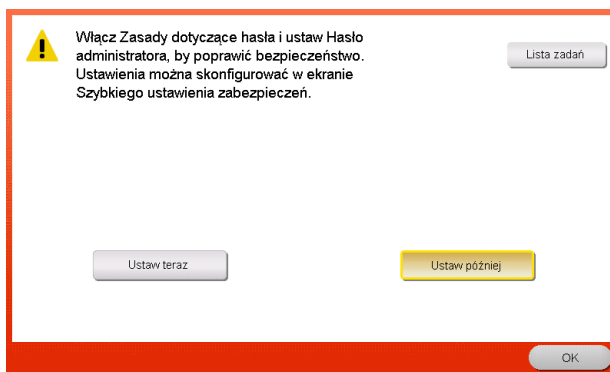 Włącz Zasady dotyczące hasła i ustaw Hasło
administratora, by poprawić bezpieczeństwo.
Ustawienia można skonfigurować w ekranie
Szybkiego ustawienia zabezpieczeń.
Lista zadań
Ustaw teraz
Ustaw później
OK